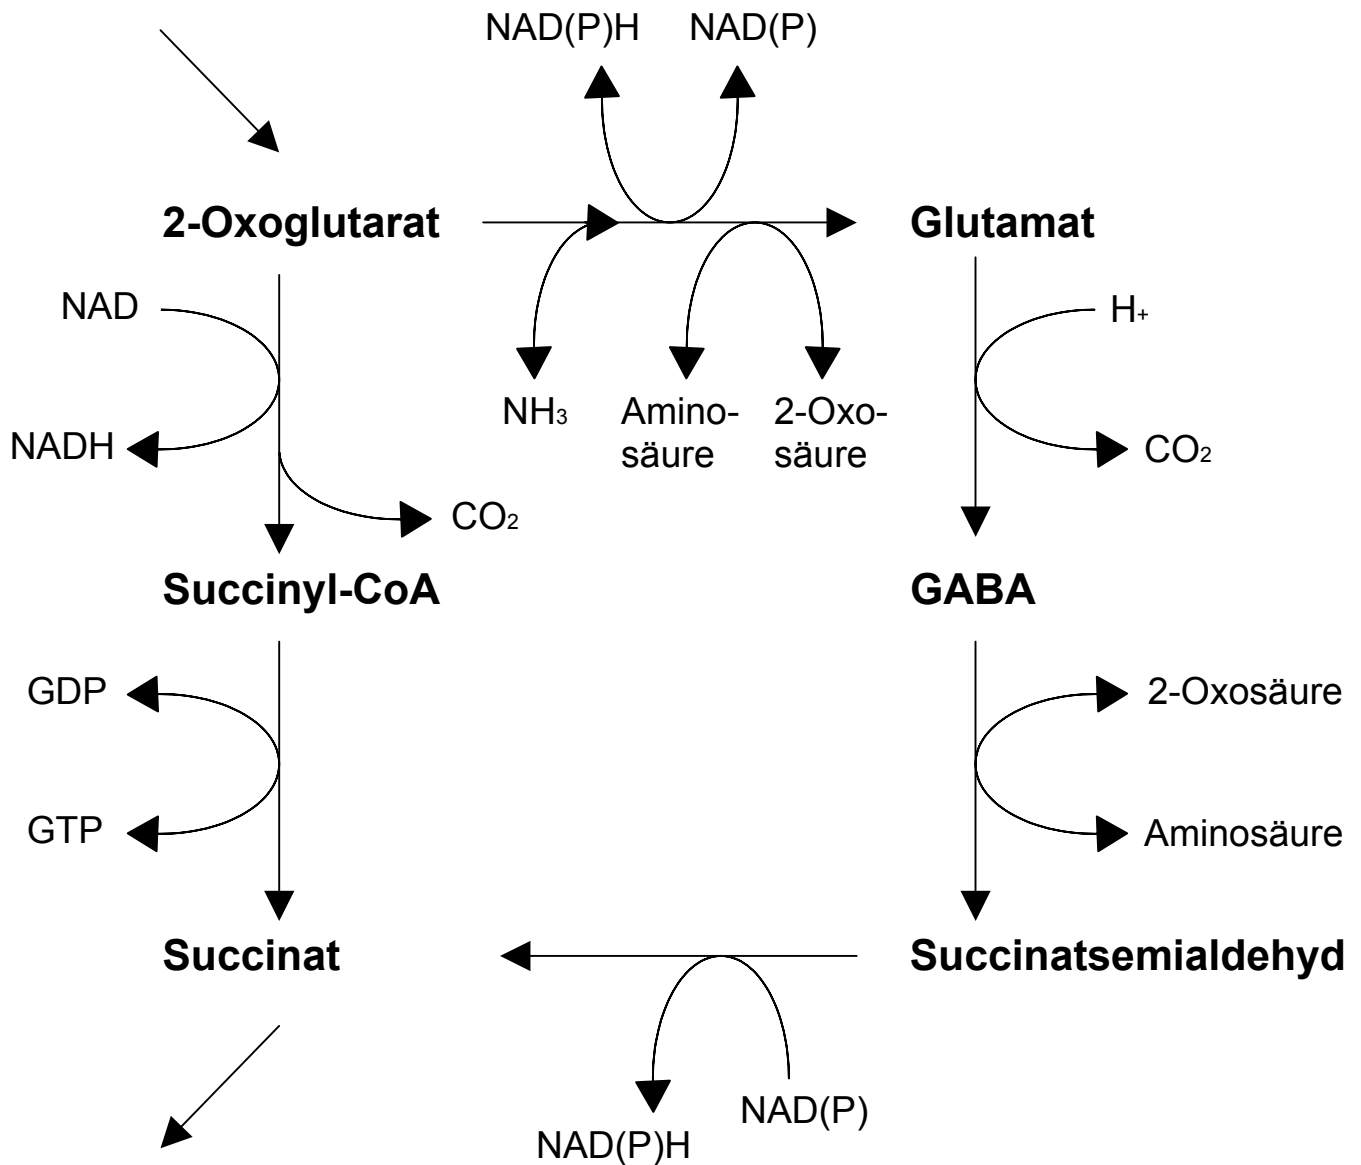 NAD(P)H NAD(P)
2-Oxoglutarat Glutamat
NAD H+
NH3 Amino- 2-Oxo-
säure säure
NADH CO2
CO2
Succinyl-CoA GABA
GDP 2-Oxosäure
GTP Aminosäure
Succinat Succinatsemialdehyd
NAD(P)
NAD(P)H